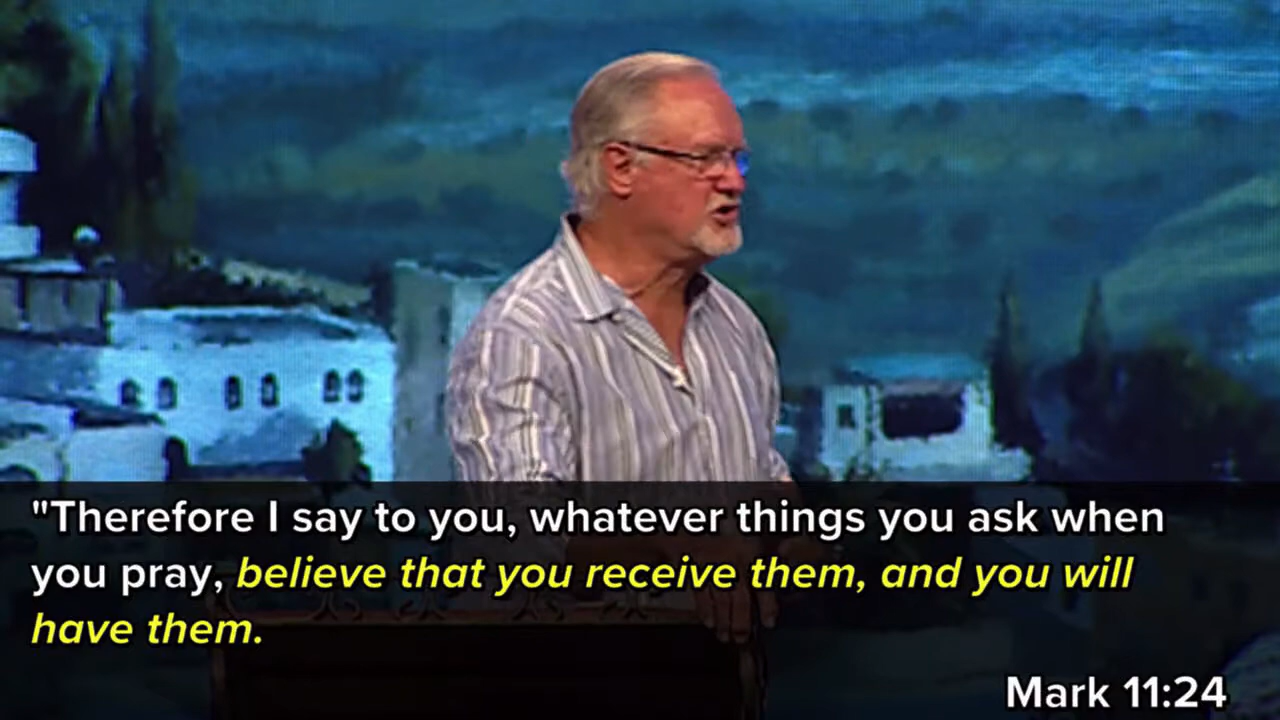 "Therefore I say to you, whatever things you ask when
you pray, believe that you receive them, and you will
have them.
Mark 11:24